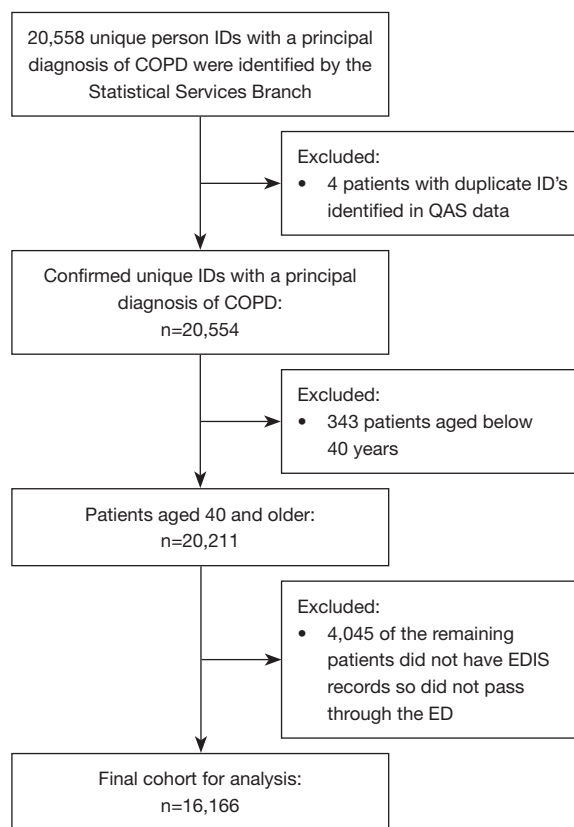 20,558 unique person IDs with a principal
diagnosis of COPD were identified by the
Statistical Services Branch
Excluded:
• 4 patients with duplicate ID's
identified in QAS data
Confirmed unique IDs with a principal
diagnosis of COPD:
n=20,554
Excluded:
• 343 patients aged below
40 years
Patients aged 40 and older:
n=20,211
Excluded:
• 4,045 of the remaining
patients did not have EDIS
records so did not pass
through the ED
Final cohort for analysis:
n=16,166